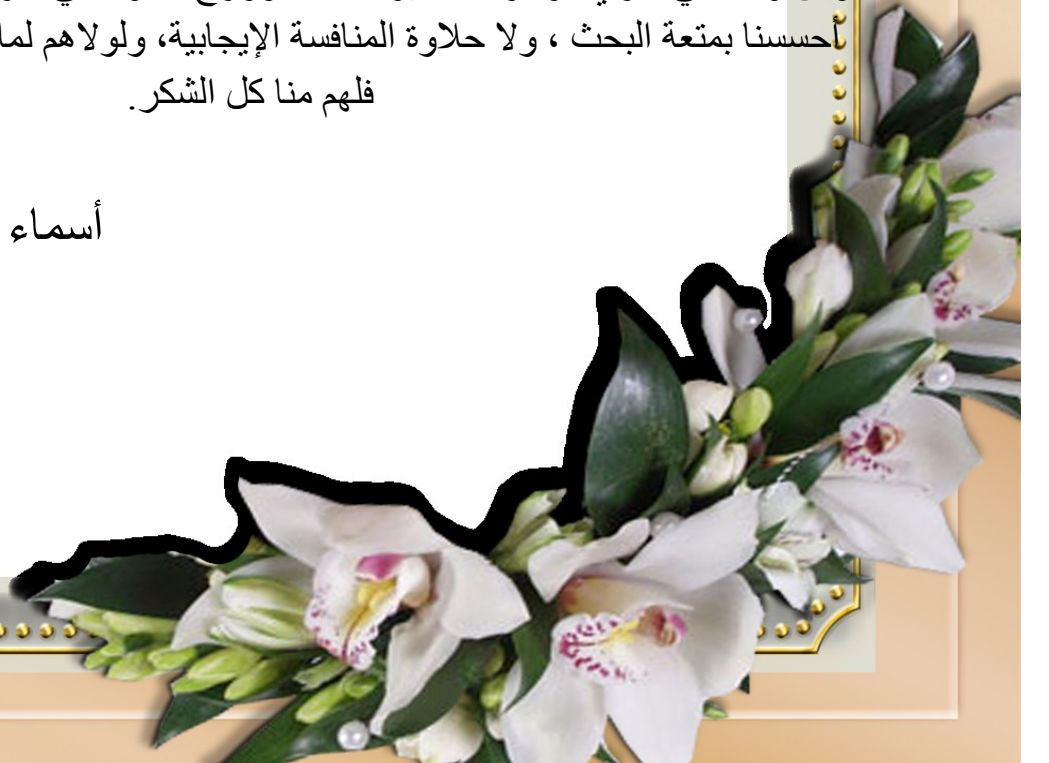 أحسسنا بمتعة البحث ، ولا حلاوة المنافسة الإيجابية، ولولاهم لما
فلهم منا كل الشكر.
أسماء